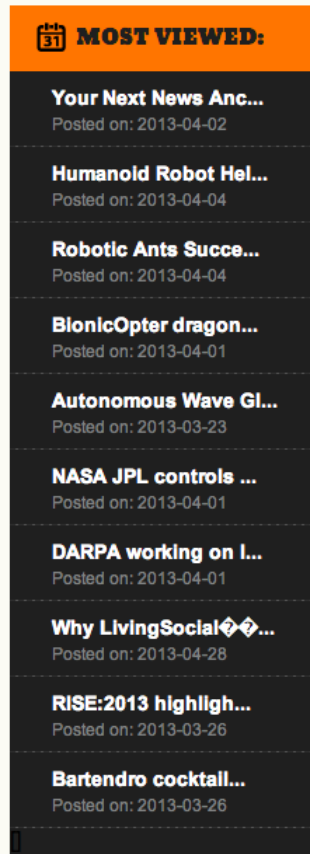 31 MOST VIEWED:
Your Next News Anc...
Posted on: 2013-04-02
Humanoid Robot Hel...
Posted on: 2013-04-04
Robotic Ants Succe...
Posted on: 2013-04-04
BionicOpter dragon...
Posted on: 2013-04-01
Autonomous Wave Gl...
Posted on: 2013-03-23
NASA JPL controls ...
Posted on: 2013-04-01
DARPA working on I...
Posted on: 2013-04-01
Why LivingSocial��...
Posted on: 2013-04-28
RISE:2013 highligh...
Posted on: 2013-03-26
Bartendro cocktail...
Posted on: 2013-03-26